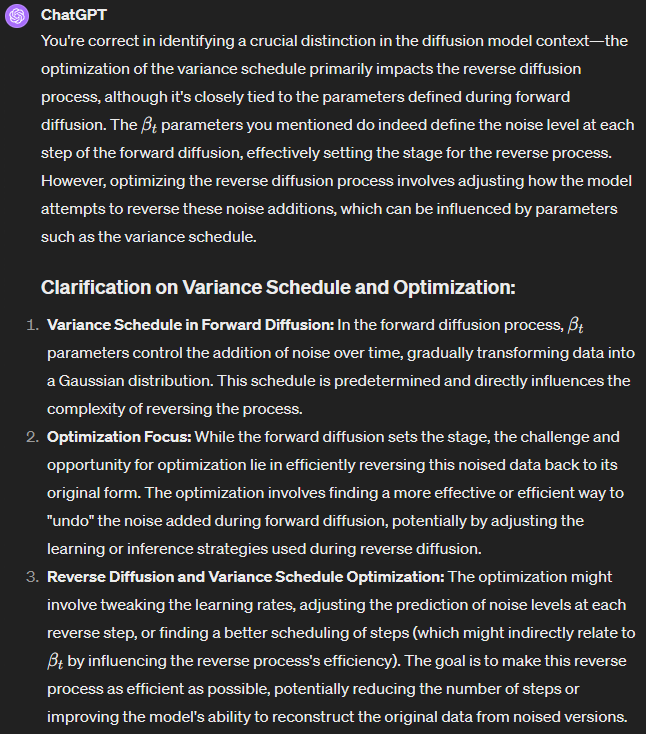 ChatGPT
You're correct in identifying a crucial distinction in the diffusion model context—the
optimization of the variance schedule primarily impacts the reverse diffusion
process, although it's closely tied to the parameters defined during forward
diffusion. The βt parameters you mentioned do indeed define the noise level at each
step of the forward diffusion, effectively setting the stage for the reverse process.
However, optimizing the reverse diffusion process involves adjusting how the model
attempts to reverse these noise additions, which can be influenced by parameters
such as the variance schedule.
Clarification on Variance Schedule and Optimization:
1. Variance Schedule in Forward Diffusion: In the forward diffusion process, βt
parameters control the addition of noise over time, gradually transforming data into
a Gaussian distribution. This schedule is predetermined and directly influences the
complexity of reversing the process.
2. Optimization Focus: While the forward diffusion sets the stage, the challenge and
opportunity for optimization lie in efficiently reversing this noised data back to its
original form. The optimization involves finding a more effective or efficient way to
"undo" the noise added during forward diffusion, potentially by adjusting the
learning or inference strategies used during reverse diffusion.
3. Reverse Diffusion and Variance Schedule Optimization: The optimization might
involve tweaking the learning rates, adjusting the prediction of noise levels at each
reverse step, or finding a better scheduling of steps (which might indirectly relate to
βt by influencing the reverse process's efficiency). The goal is to make this reverse
process as efficient as possible, potentially reducing the number of steps or
improving the model's ability to reconstruct the original data from noised versions.